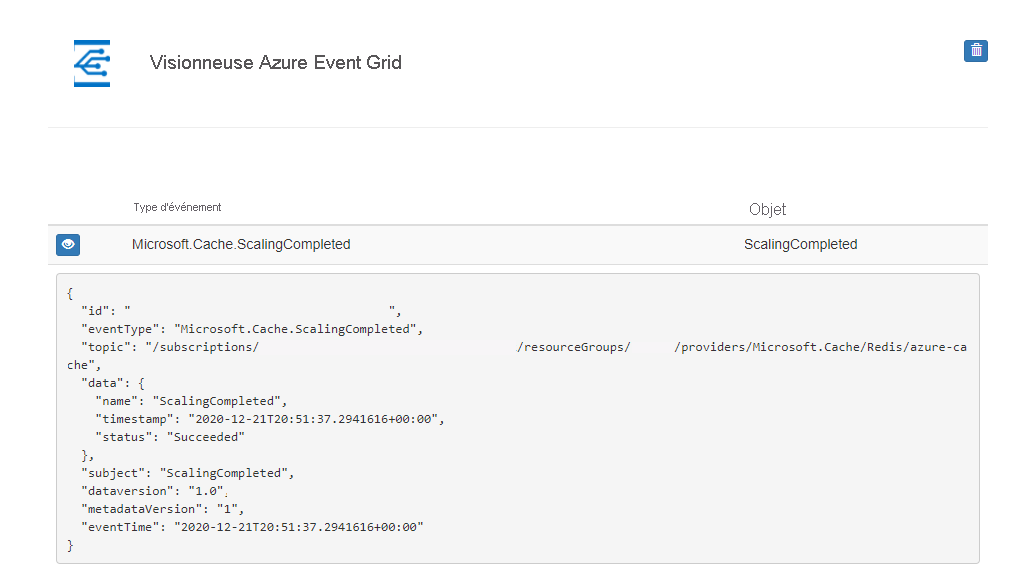 Visionneuse Azure Event Grid
Type d'événement Objet
Microsoft.Cache.ScalingCompleted ScalingCompleted
{
"id": " ",
"eventType": "Microsoft.Cache.ScalingCompleted",
"topic": "/subscriptions/ /resourceGroups/ /providers/Microsoft.Cache/Redis/azure-ca
che",
"data": {
"name": "ScalingCompleted",
"timestamp": "2020-12-21T20:51:37.2941616+00:00",
"status": "Succeeded"
},
"subject": "ScalingCompleted",
"dataversion": "1.0",
"metadataVersion": "1",
"eventTime": "2020-12-21T20:51:37.2941616+00:00"
}